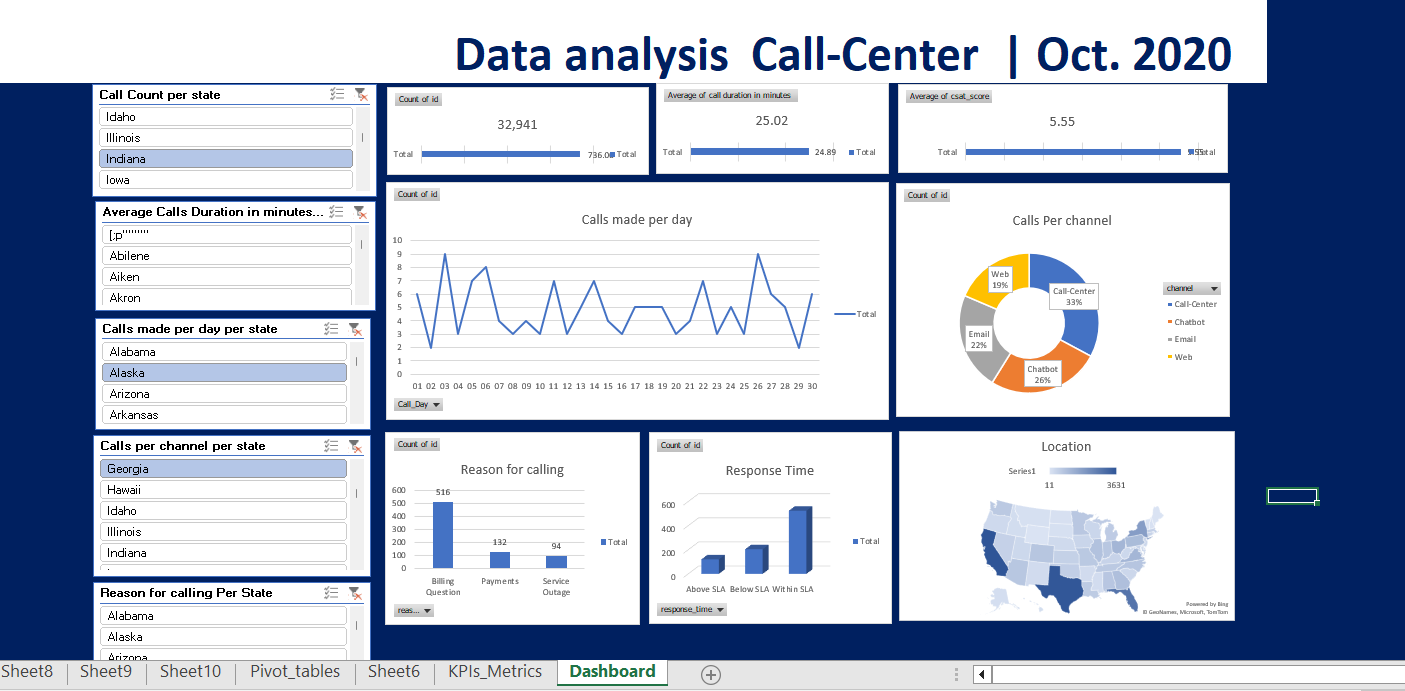 Data analysis Call-Center | Oct. 2020
Call Count per state
Idaho
Illinois
Indiana
Iowa
Average Calls Duration in minutes...
[;p''''''''
Abilene
Aiken
Akron
Calls made per day per state
Alabama
Alaska
Arizona
Arkansas
Calls per channel per state
Georgia
Hawaii
Idaho
Illinois
Indiana
Reason for calling Per State
Alabama
Alaska
Arizona
Count of id
32,941
Total
Total
Average of call duration in minutes
25.02
Total
24.89
Total
Average of csat_score
5.55
Total
Count of id
Calls made per day
10
9
8
7
6
5
4
3
2
1
0
01 02 03 04 05 06 07 08 09 10 11 12 13 14 15 16 17 18 19 20 21 22 23 24 25 26 27 28 29 30
Total
Call_Day
Count of id
Calls Per channel
Web
19%
Call-Center
33%
Email
22%
Chatbot
26%
channel
Call-Center
Chatbot
Email
Web
Count of id
Reason for calling
600
500
400
300
200
100
0
516
132
94
Billing
Question
Payments
Service
Outage
Total
reas...
Count of id
Response Time
600
400
200
0
Above SLA Below SLA Within SLA
Total
response_time
Location
Series1
11 3631
Powered by Bing
© GeoNames, Microsoft, TomTom
Sheet8 Sheet9 Sheet10 Pivot_tables Sheet6 KPIs_Metrics Dashboard